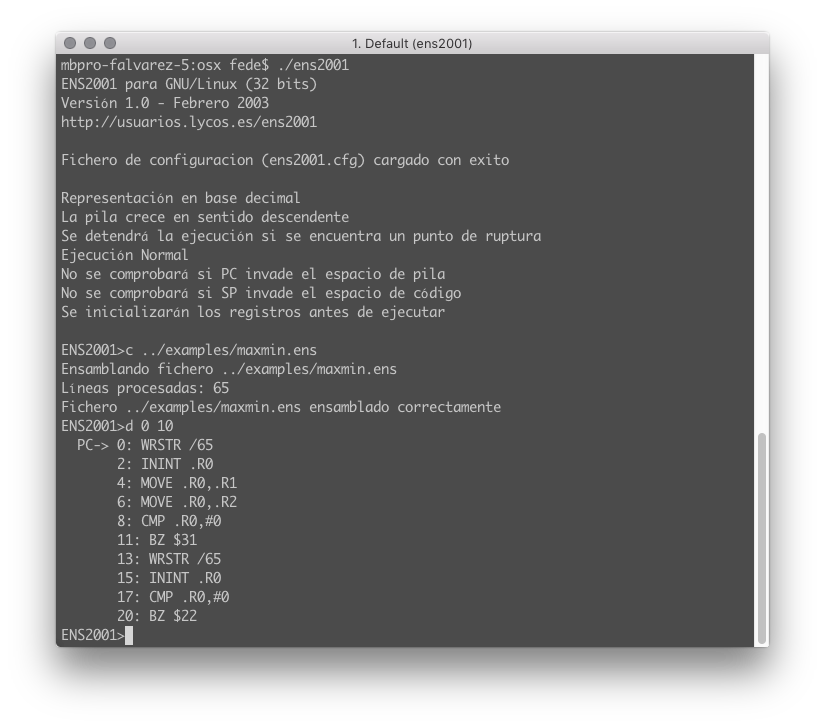 1. Default (ens2001)
mbpro-falvarez-5:osx fede$ ./ens2001
ENS2001 para GNU/Linux (32 bits)
Versión 1.0 - Febrero 2003
http://usuarios.lycos.es/ens2001
Fichero de configuracion (ens2001.cfg) cargado con exito
Representación en base decimal
La pila crece en sentido descendente
Se detendrá la ejecución si se encuentra un punto de ruptura
Ejecución Normal
No se comprobará si PC invade el espacio de pila
No se comprobará si SP invade el espacio de código
Se inicializarán los registros antes de ejecutar
ENS2001>c ../examples/maxmin.ens
Ensamblando fichero ../examples/maxmin.ens
Líneas procesadas: 65
Fichero ../examples/maxmin.ens ensamblado correctamente
ENS2001>d 0 10
PC-> 0: WRSTR /65
2: ININT .R0
4: MOVE .R0,.R1
6: MOVE .R0,.R2
8: CMP .R0,#0
11: BZ $31
13: WRSTR /65
15: ININT .R0
17: CMP .R0,#0
20: BZ $22
ENS2001>